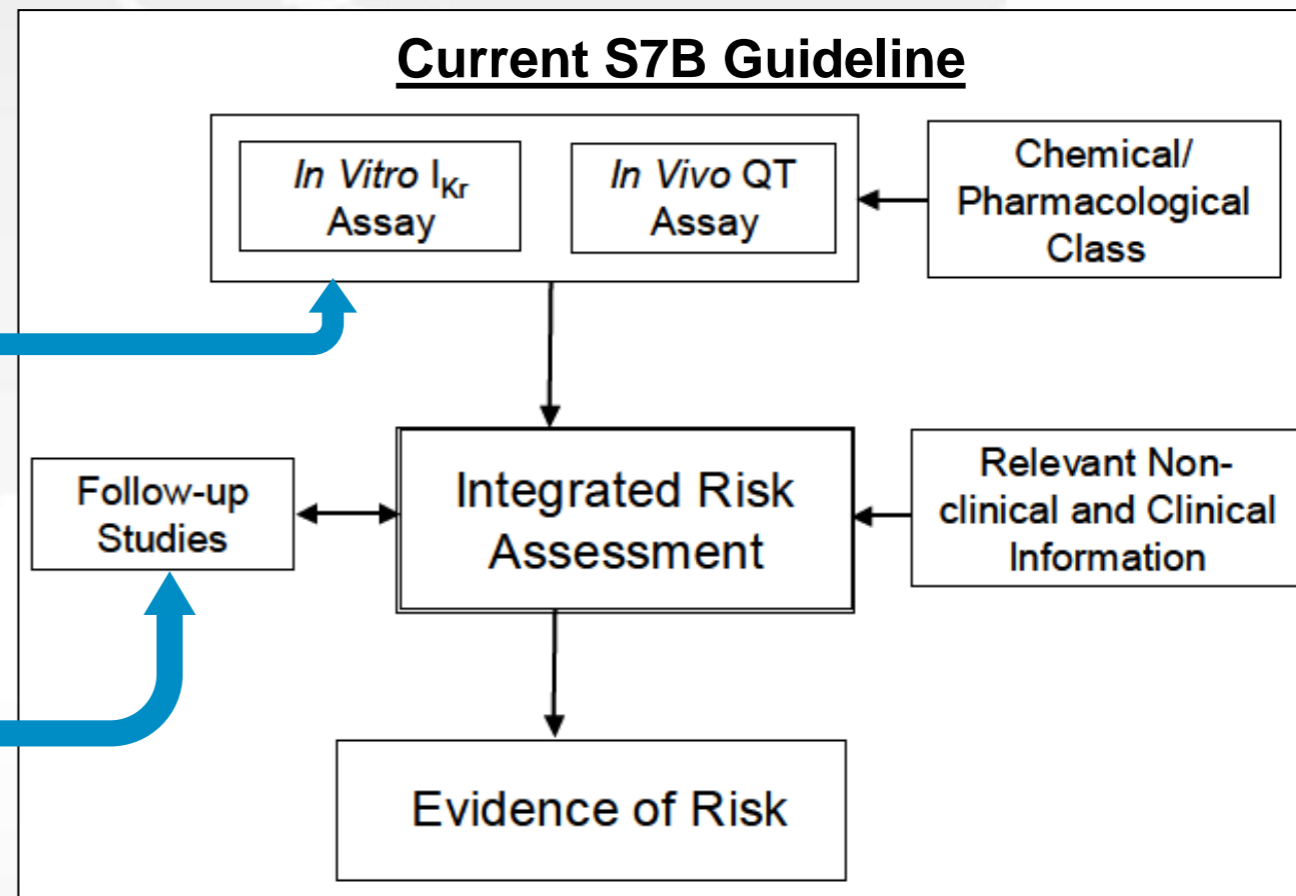 Current S7B Guideline
In Vitro IKr
Assay
In Vivo QT
Assay
Chemical/
Pharmacological
Class
Follow-up
Studies
Integrated Risk
Assessment
Relevant Non-
clinical and Clinical
Information
Evidence of Risk